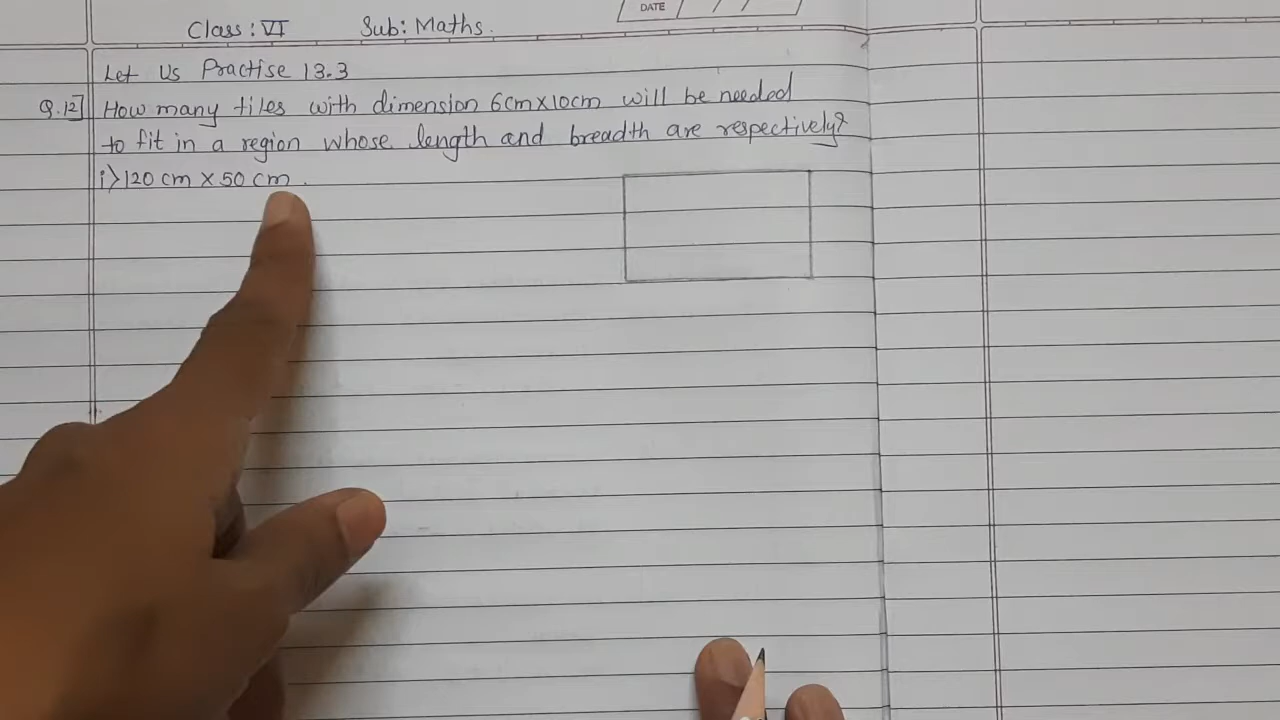 DATE
Class: VI Sub: Maths.
Let Us Practise 13.3
Q.12] How many tiles with dimension 6cm×10cm will be needed
to fit in a region whose length and breadth are respectively?
i) 120 cm × 50 cm.